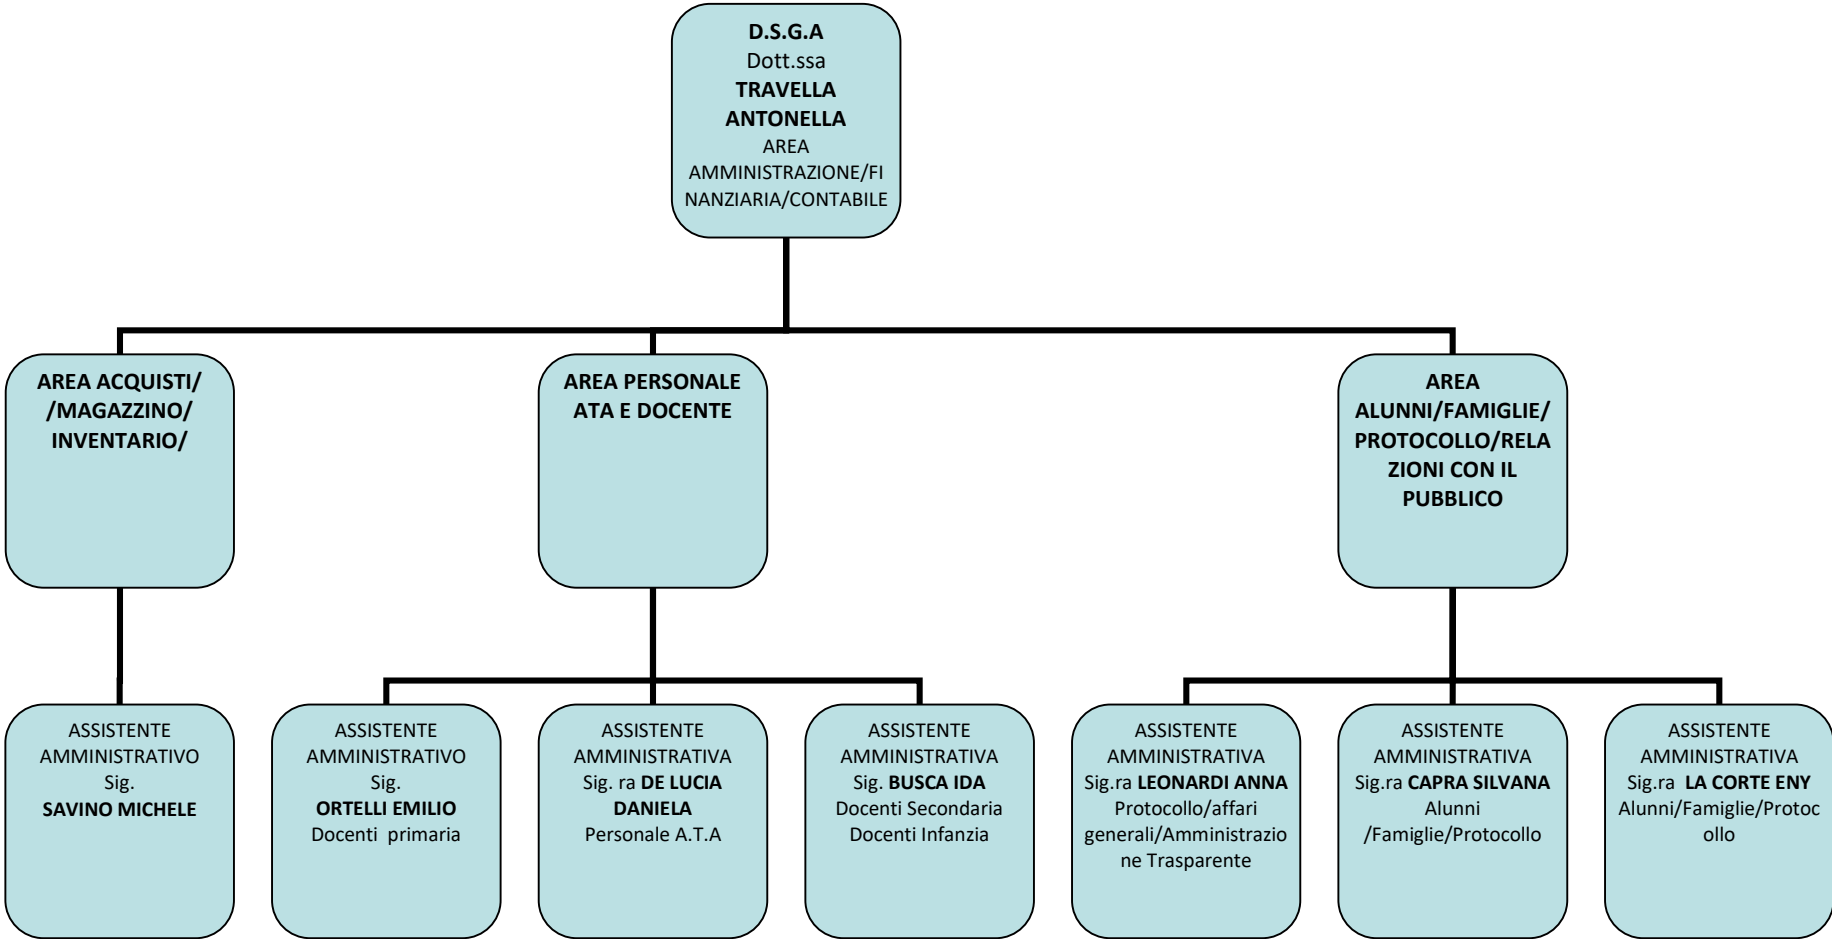 D.S.G.A
Dott.ssa
TRAVELLA
ANTONELLA
AREA
AMMINISTRAZIONE/FI
NANZIARIA/CONTABILE
AREA ACQUISTI/
/MAGAZZINO/
INVENTARIO/
AREA PERSONALE
ATA E DOCENTE
AREA
ALUNNI/FAMIGLIE/
PROTOCOLLO/RELA
ZIONI CON IL
PUBBLICO
ASSISTENTE
AMMINISTRATIVO
Sig.
SAVINO MICHELE
ASSISTENTE
AMMINISTRATIVO
Sig.
ORTELLI EMILIO
Docenti  primaria
ASSISTENTE
AMMINISTRATIVA
Sig. ra DE LUCIA
DANIELA
Personale A.T.A
ASSISTENTE
AMMINISTRATIVA
Sig. BUSCA IDA
Docenti Secondaria
Docenti Infanzia
ASSISTENTE
AMMINISTRATIVA
Sig.ra LEONARDI ANNA
Protocollo/affari
generali/Amministrazio
ne Trasparente
ASSISTENTE
AMMINISTRATIVA
Sig.ra CAPRA SILVANA
Alunni
/Famiglie/Protocollo
ASSISTENTE
AMMINISTRATIVA
Sig.ra  LA CORTE ENY
Alunni/Famiglie/Protoc
ollo